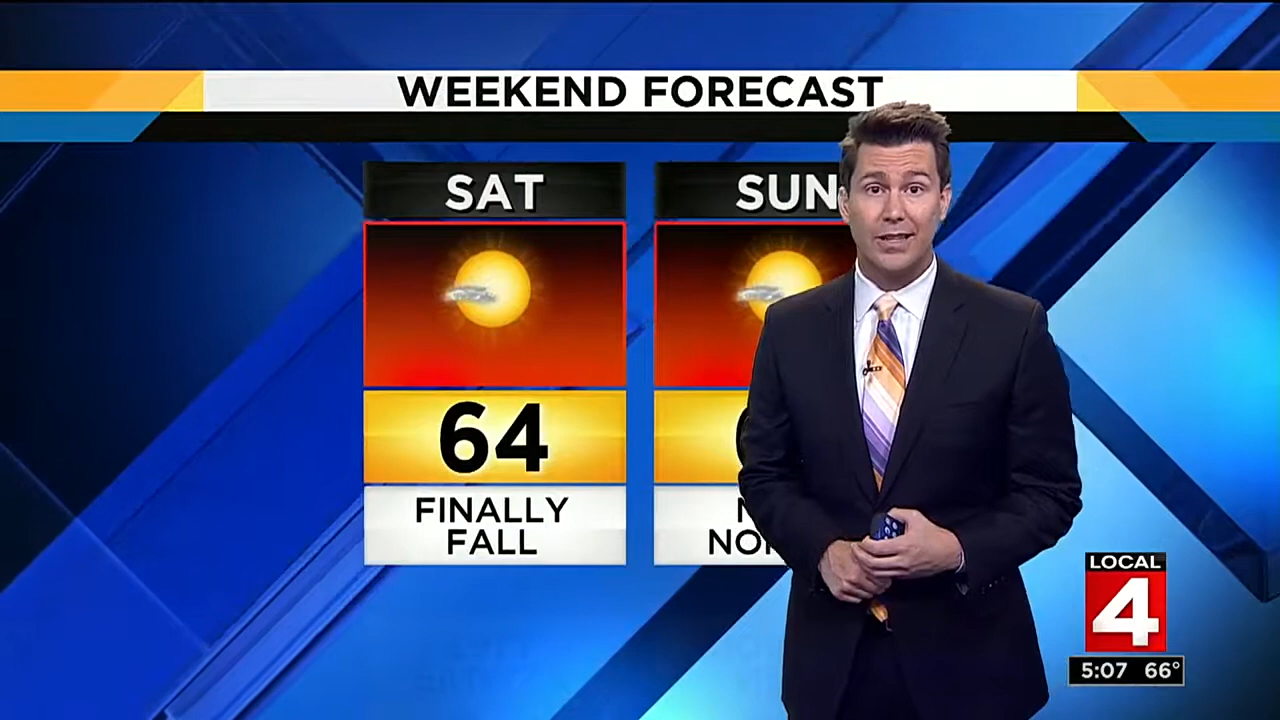 WEEKEND FORECAST
SAT
SUN
64
FINALLY
FALL
LOCAL
4
5:07 66°